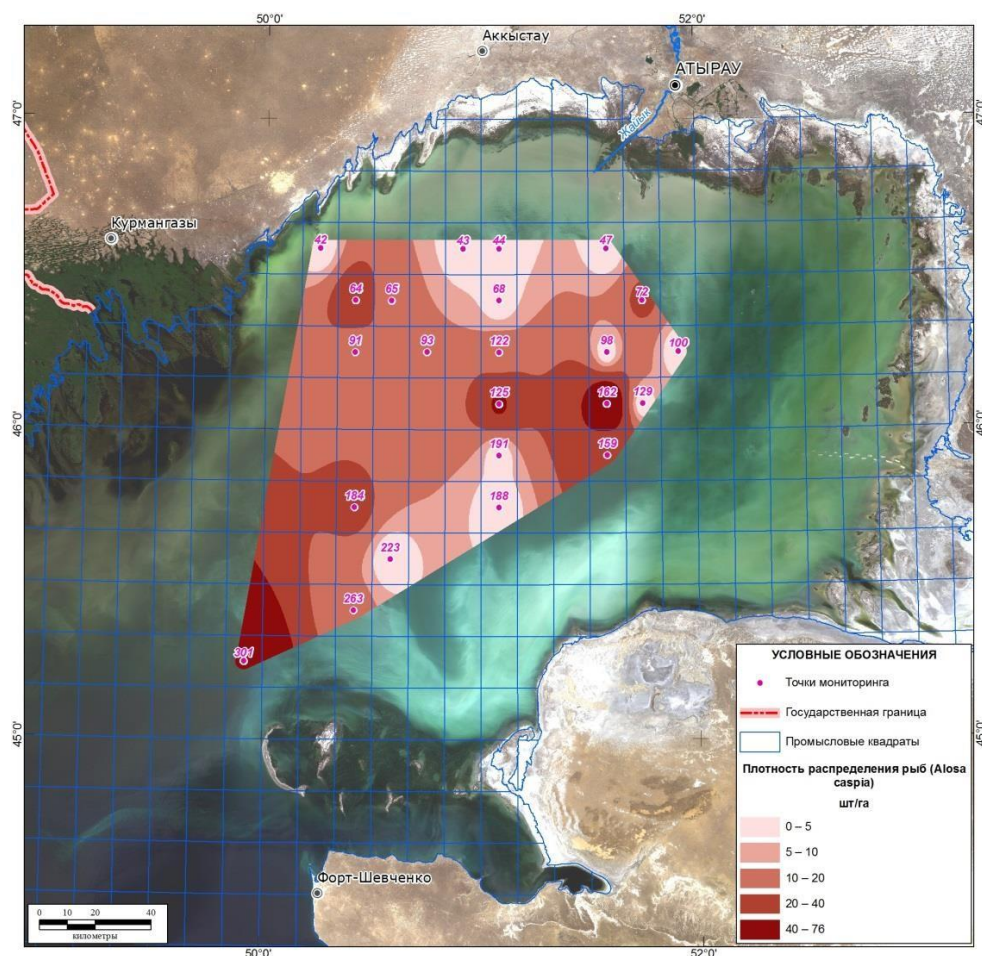 50°0'
52°0'
Аккыстау
АТЫРАУ
47°0'
47°0'
Жайык
Курмангазы
42
43
44
47
64
65
68
72
91
93
122
98
100
125
162
129
46°0'
46°0'
191
159
184
188
223
263
301
45°0'
45°0'
Форт-Шевченко
УСЛОВНЫЕ ОБОЗНАЧЕНИЯ
Точки мониторинга
Государственная граница
Промысловые квадраты
Плотность распределения рыб (Alosa
caspia)
шт/га
0 – 5
5 – 10
10 – 20
20 – 40
40 – 76
0 10 20 40
километры
50°0'
52°0'